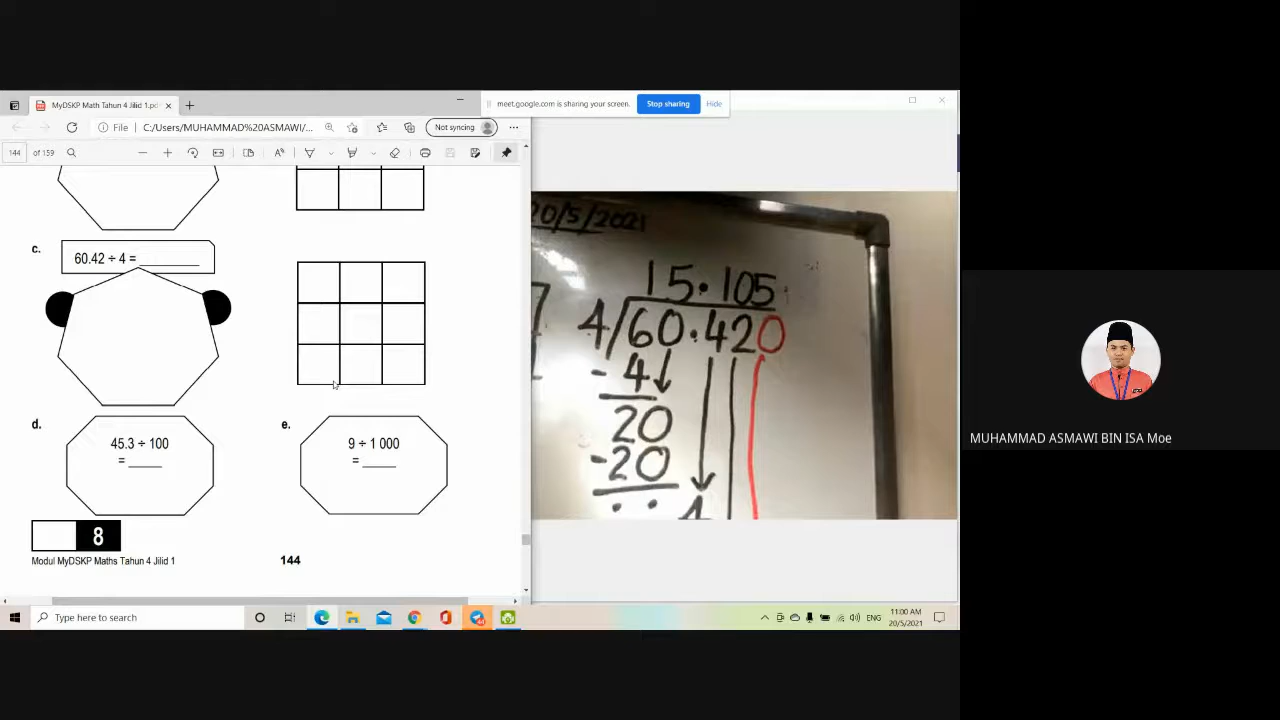 MyDSKP Math Tahun 4 Jilid 1.pd
meet.google.com is sharing your screen.
Stop sharing
Hide
File
C:/Users/MUHAMMAD%20ASMAWI/...
Not syncing
144
of 159
c.
60.42 ÷ 4 = ________
d.
45.3 ÷ 100
= _____
e.
9 ÷ 1 000
= _____
8
Modul MyDSKP Maths Tahun 4 Jilid 1
144
20/5/2021
15.105
4/60.420
- 4
20
-20
4
MUHAMMAD ASMAWI BIN ISA Moe
Type here to search
ENG
11:00 AM
20/5/2021